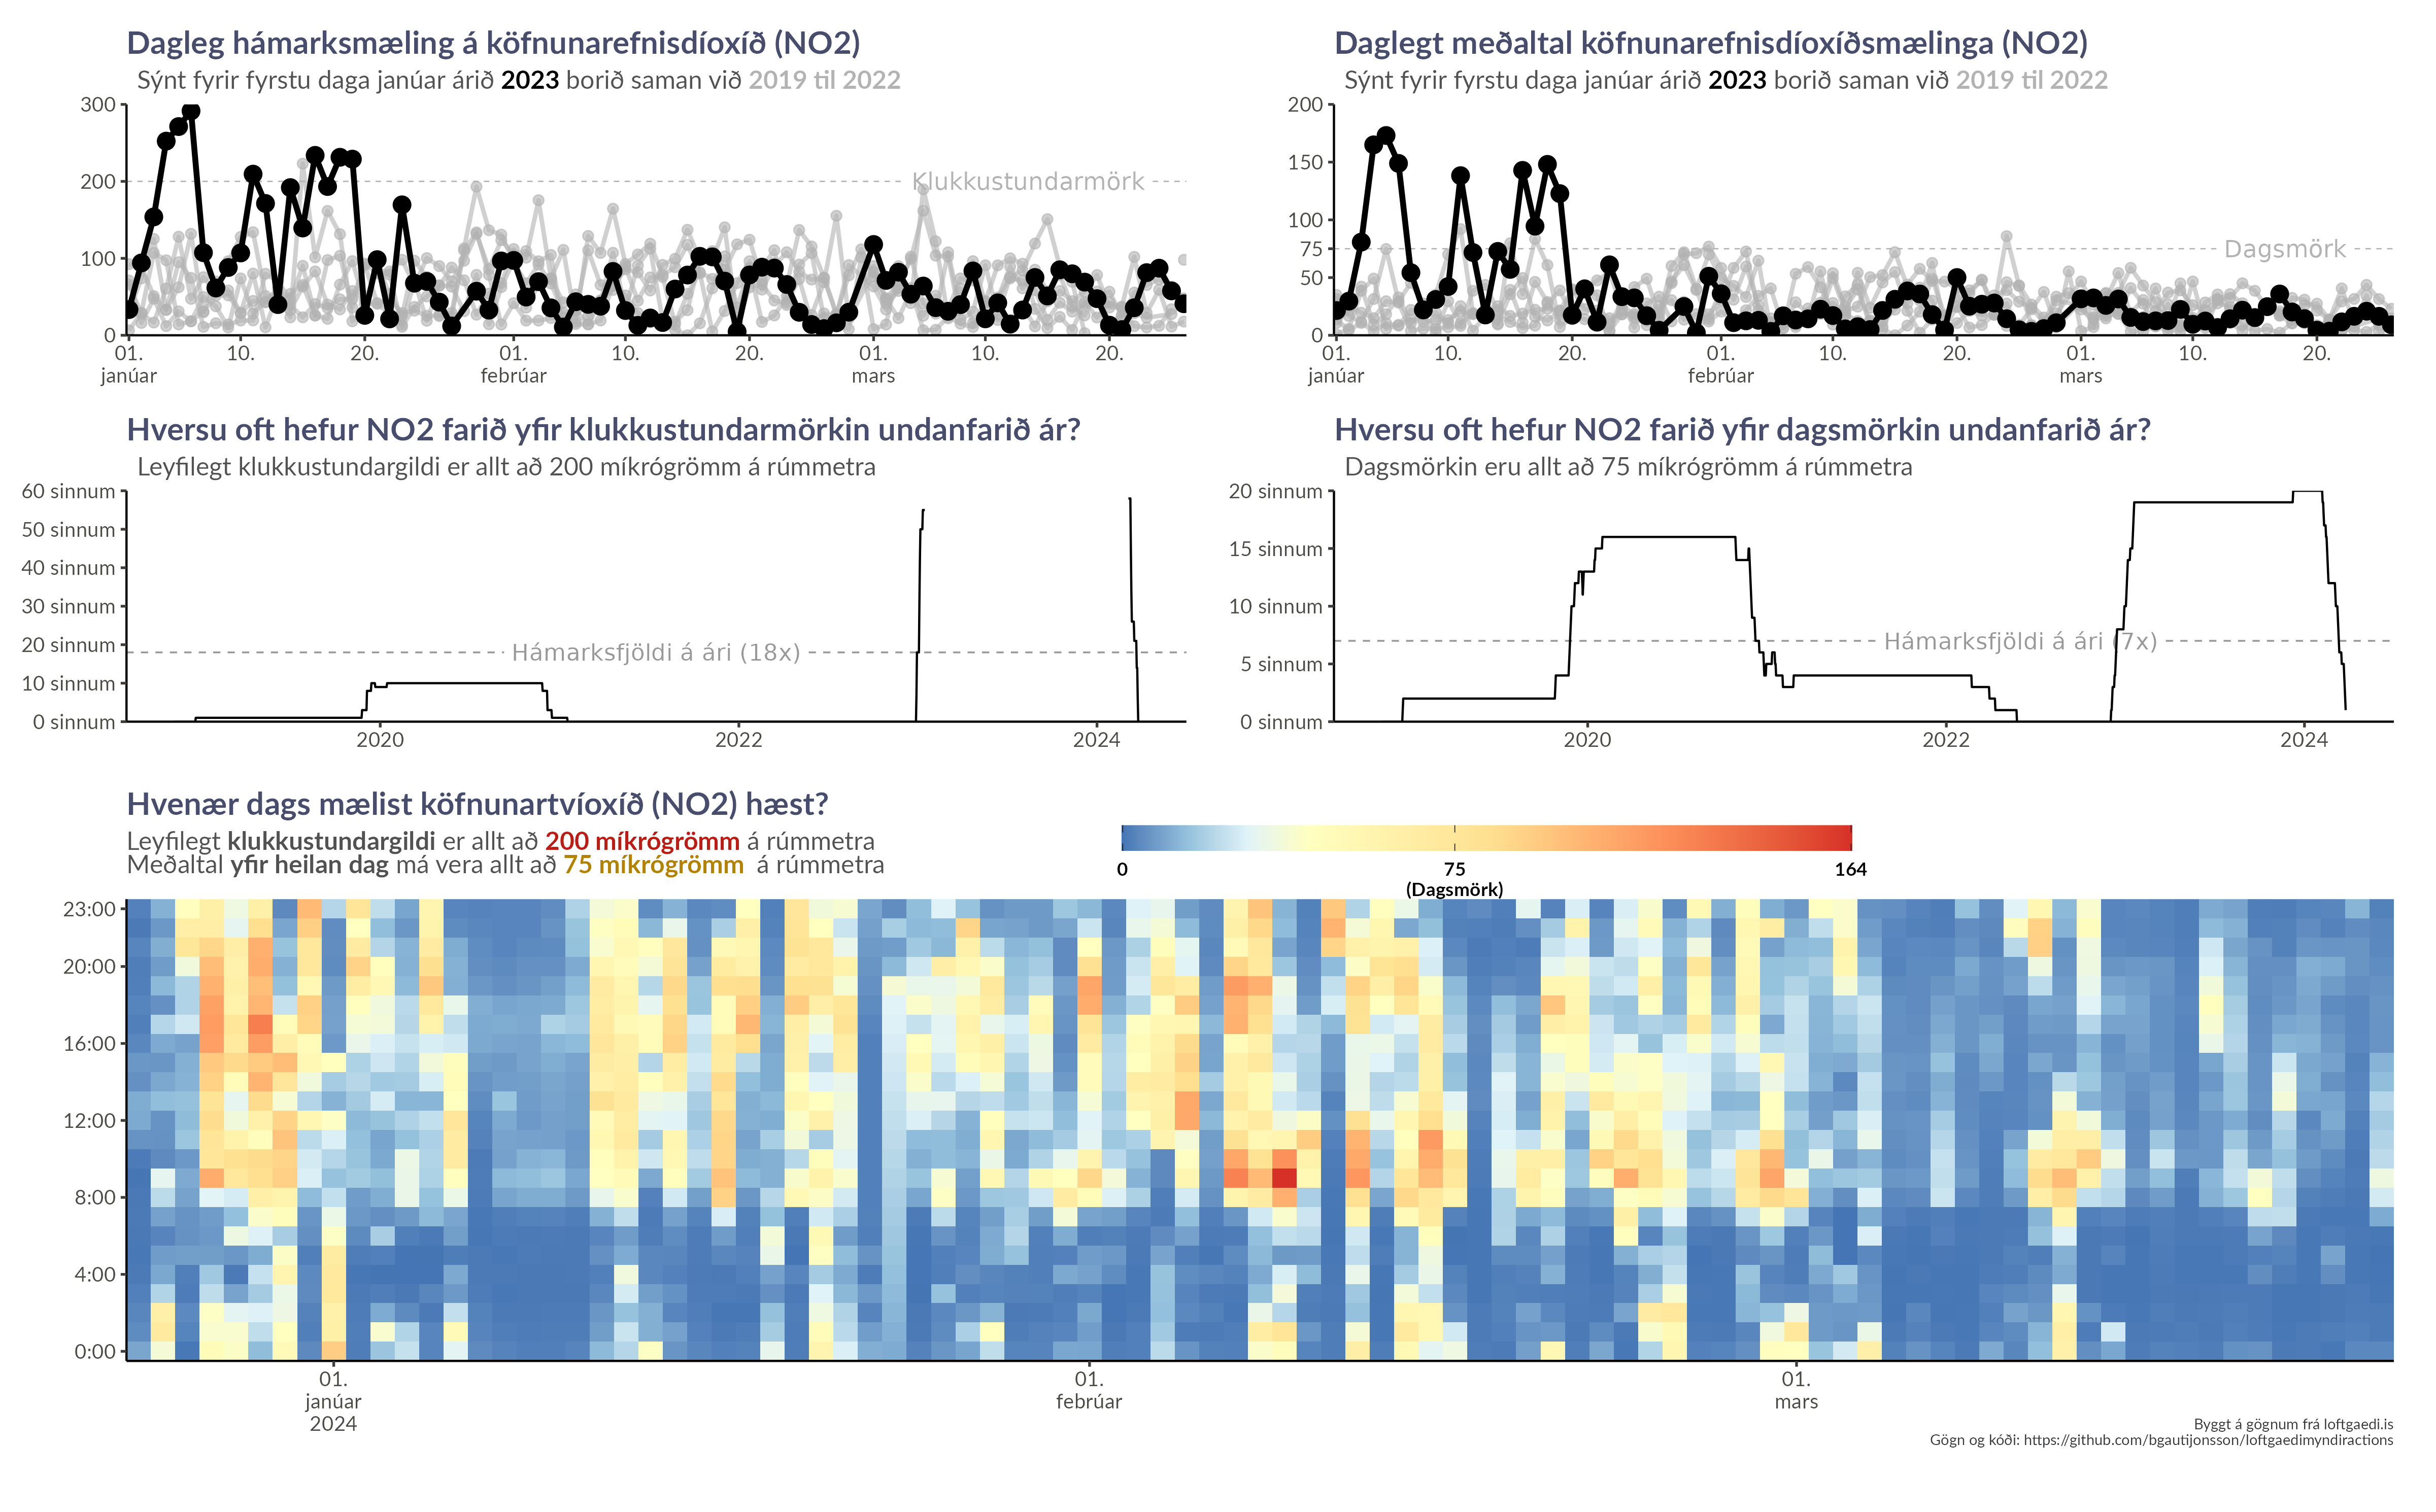 Dagleg hámarksmæling á köfnunarefnisdíoxíð (NO2)
Sýnt fyrir fyrstu daga janúar árið 2023 borið saman við 2019 til 2022
300
200
100
0
Klukkustundarmörk
01. 10. 20. 01. 10. 20. 01. 10. 20.
janúar febrúar mars
Daglegt meðaltal köfnunarefnisdíoxíðsmælinga (NO2)
Sýnt fyrir fyrstu daga janúar árið 2023 borið saman við 2019 til 2022
200
150
100
75
50
0
Dagsmörk
01. 10. 20. 01. 10. 20. 01. 10. 20.
janúar febrúar mars
Hversu oft hefur NO2 farið yfir klukkustundarmörkin undanfarið ár?
Leyfilegt klukkustundargildi er allt að 200 míkrógrömm á rúmmetra
60 sinnum
50 sinnum
40 sinnum
30 sinnum
20 sinnum
10 sinnum
0 sinnum
Hámarksfjöldi á ári (18x)
2020 2022 2024
Hversu oft hefur NO2 farið yfir dagsmörkin undanfarið ár?
Dagsmörkin eru allt að 75 míkrógrömm á rúmmetra
20 sinnum
15 sinnum
10 sinnum
5 sinnum
0 sinnum
Hámarksfjöldi á ári (7x)
2020 2022 2024
Hvenær dags mælist köfnunartvíoxíð (NO2) hæst?
Leyfilegt klukkustundargildi er allt að 200 míkrógrömm á rúmmetra
Meðaltal yfir heilan dag má vera allt að 75 míkrógrömm á rúmmetra
0 75 164
(Dagsmörk)
23:00
20:00
16:00
12:00
8:00
4:00
0:00
01. 01. 01.
janúar febrúar mars
2024
Byggt á gögnum frá loftgaedi.is
Gögn og kóði: https://github.com/bgautijonsson/loftgaedimyndiractions